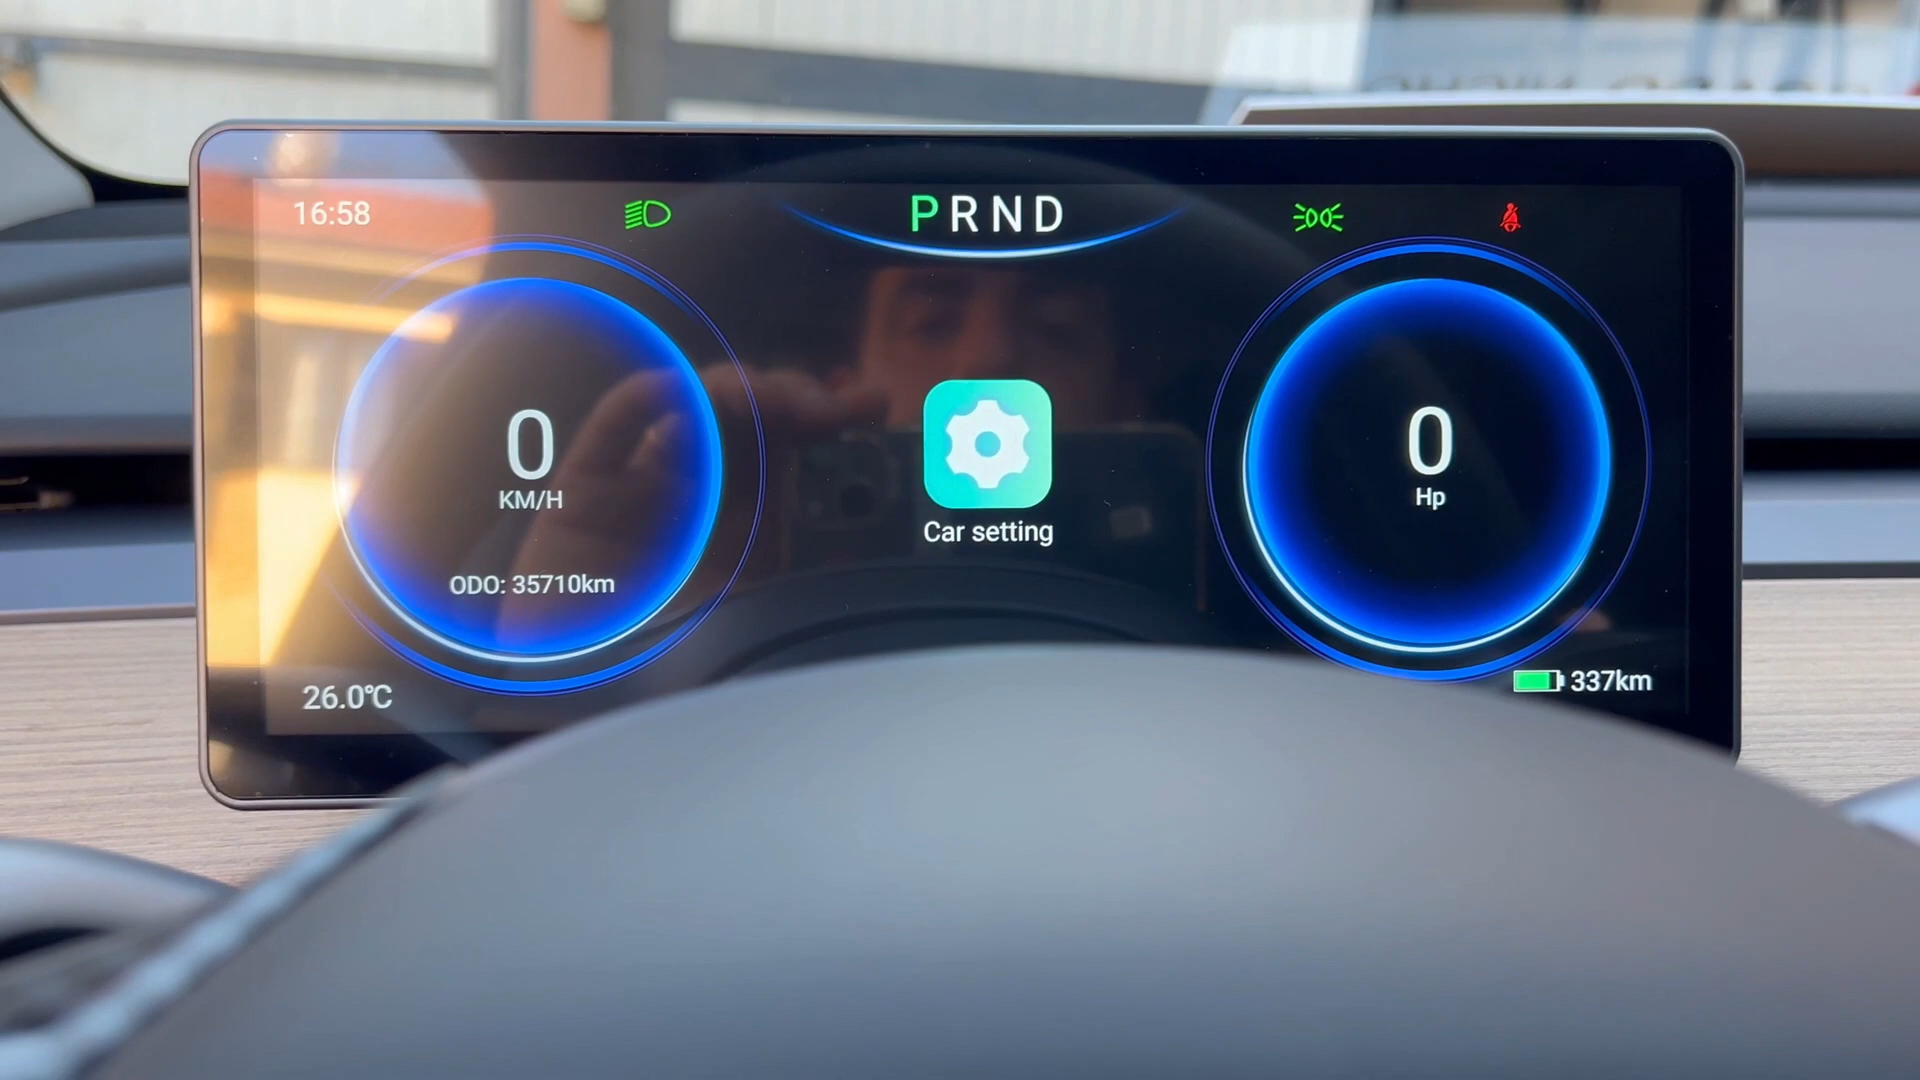 16:58
PRND
0
KM/H
ODO: 35710km
Car setting
0
Hp
26.0℃
337km